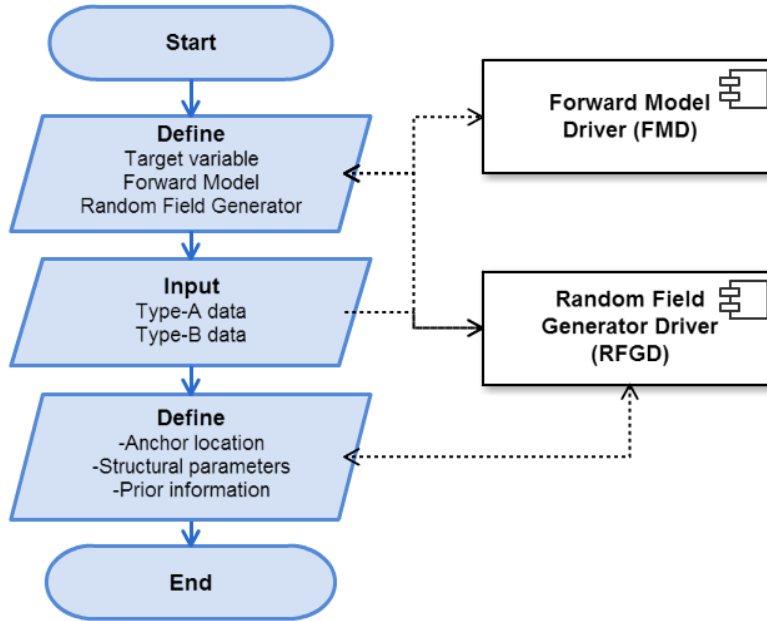 Start
Define
Target variable
Forward Model
Random Field Generator
Input
Type-A data
Type-B data
Define
-Anchor location
-Structural parameters
-Prior information
End
Forward Model
Driver (FMD)
Random Field
Generator Driver
(RFGD)